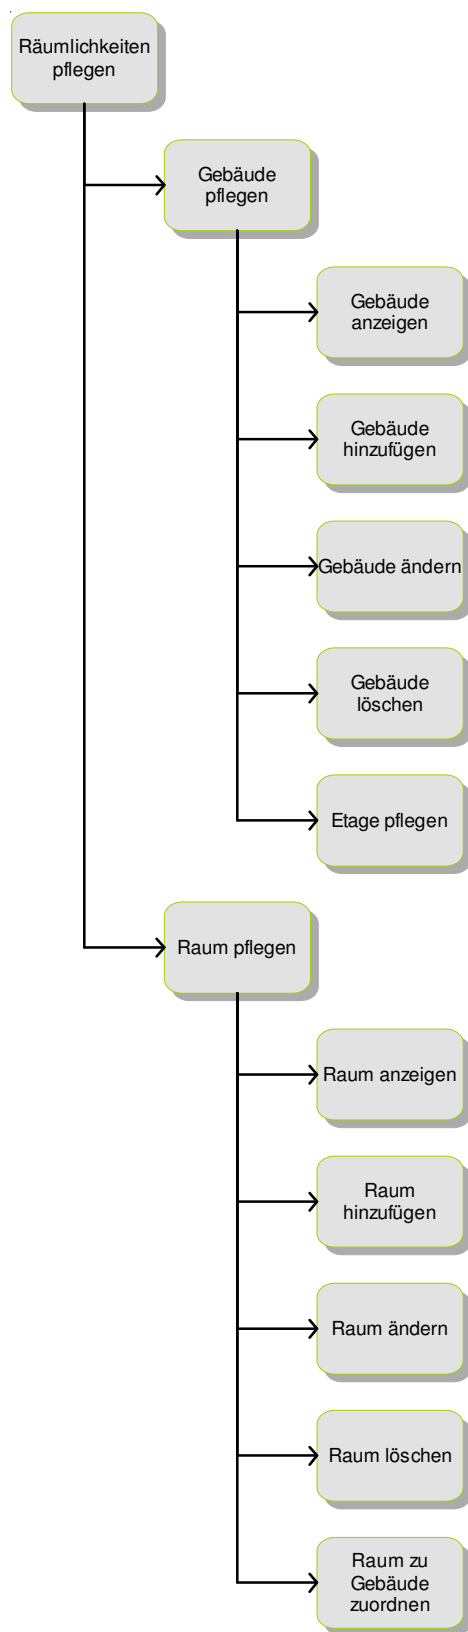 Räumlichkeiten
pflegen
Gebäude
pflegen
Gebäude
anzeigen
Gebäude
hinzufügen
Gebäude ändern
Gebäude
löschen
Etage pflegen
Raum pflegen
Raum anzeigen
Raum
hinzufügen
Raum ändern
Raum löschen
Raum zu
Gebäude
zuordnen